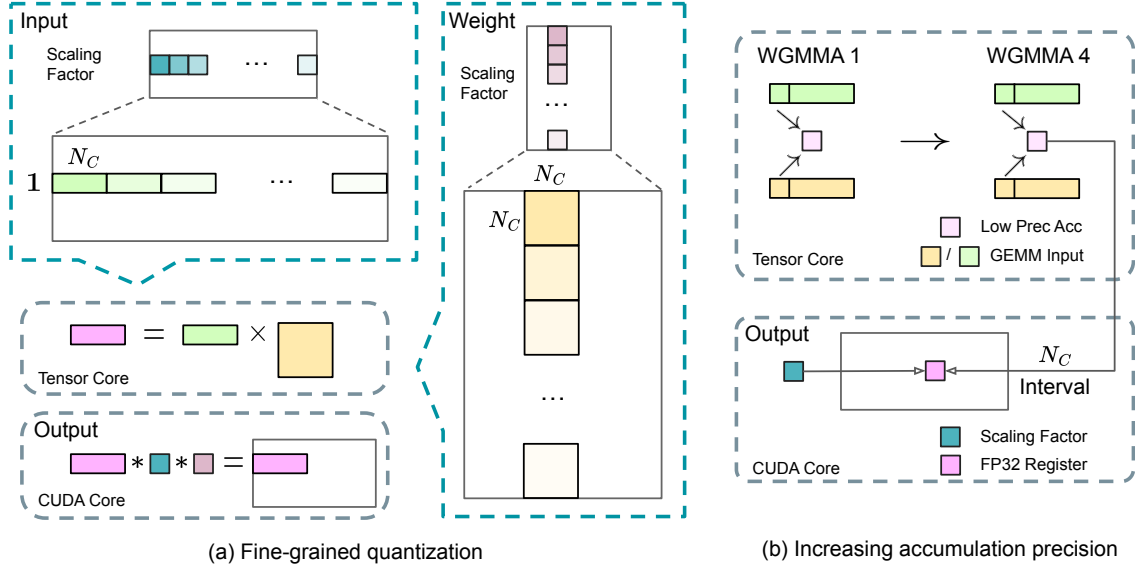 Input
Scaling
Factor
...
N_C
1
...
= ×
Tensor Core
Output
* * =
CUDA Core
Weight
Scaling
Factor
...
N_C
N_C
...
(a) Fine-grained quantization
WGMMA 1
WGMMA 4
Low Prec Acc
/ GEMM Input
Tensor Core
Output
N_C
Interval
Scaling Factor
FP32 Register
CUDA Core
(b) Increasing accumulation precision